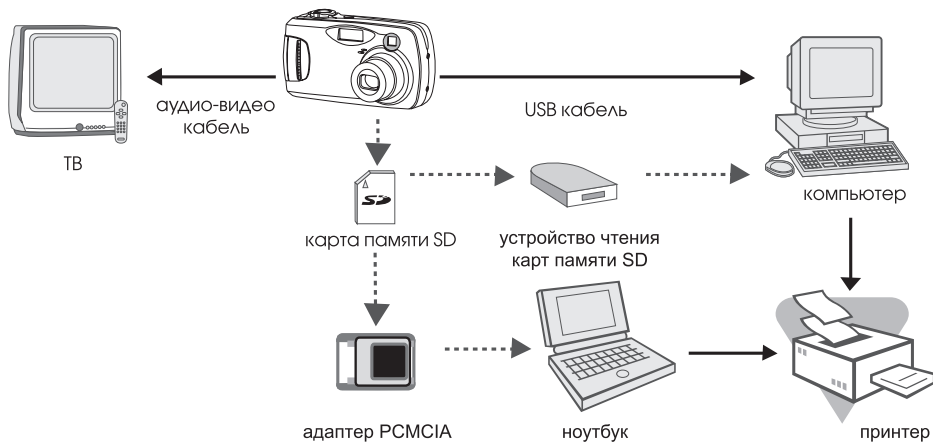 аудио-видео
кабель
USB кабель
ТВ
компьютер
SD
карта памяти SD
устройство чтения
карт памяти SD
адаптер PCMCIA
ноутбук
принтер